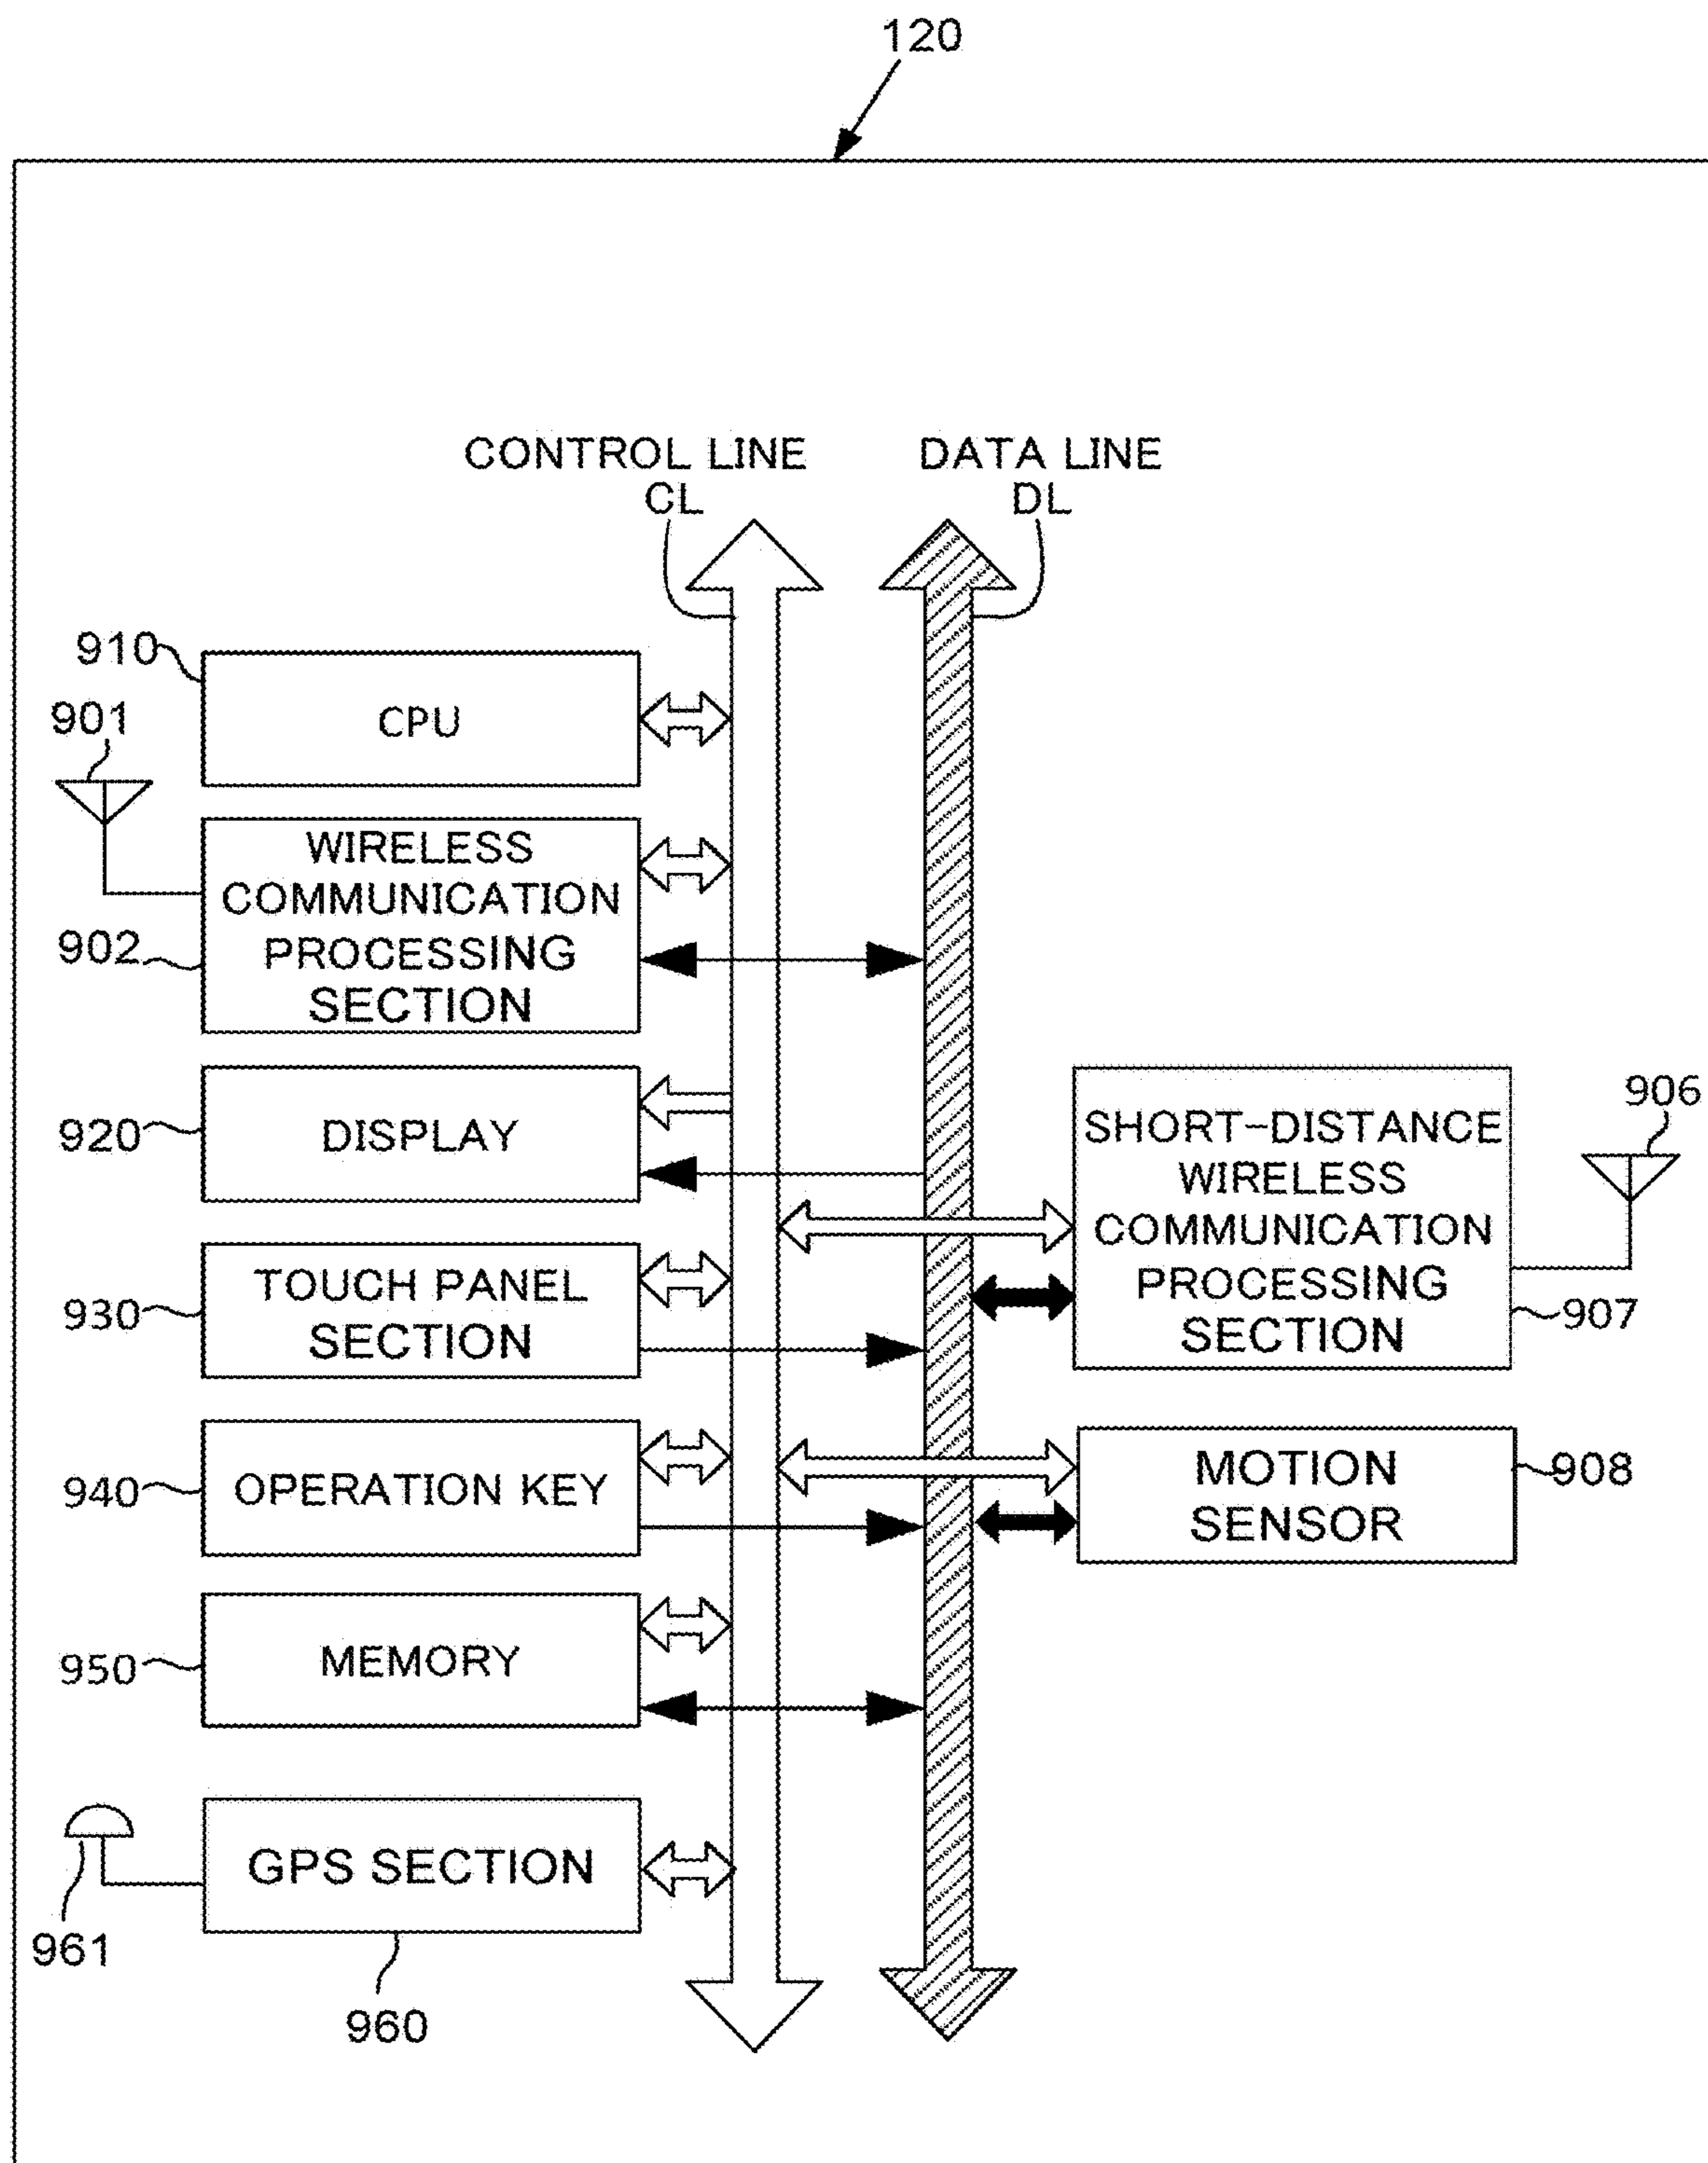 120
CONTROL LINE
CL
DATA LINE
DL
910
CPU
901
WIRELESS
COMMUNICATION
PROCESSING
SECTION
902
920
DISPLAY
906
SHORT-DISTANCE
WIRELESS
COMMUNICATION
PROCESSING
SECTION
907
930
TOUCH PANEL
SECTION
940
OPERATION KEY
MOTION
SENSOR
908
950
MEMORY
961
GPS SECTION
960